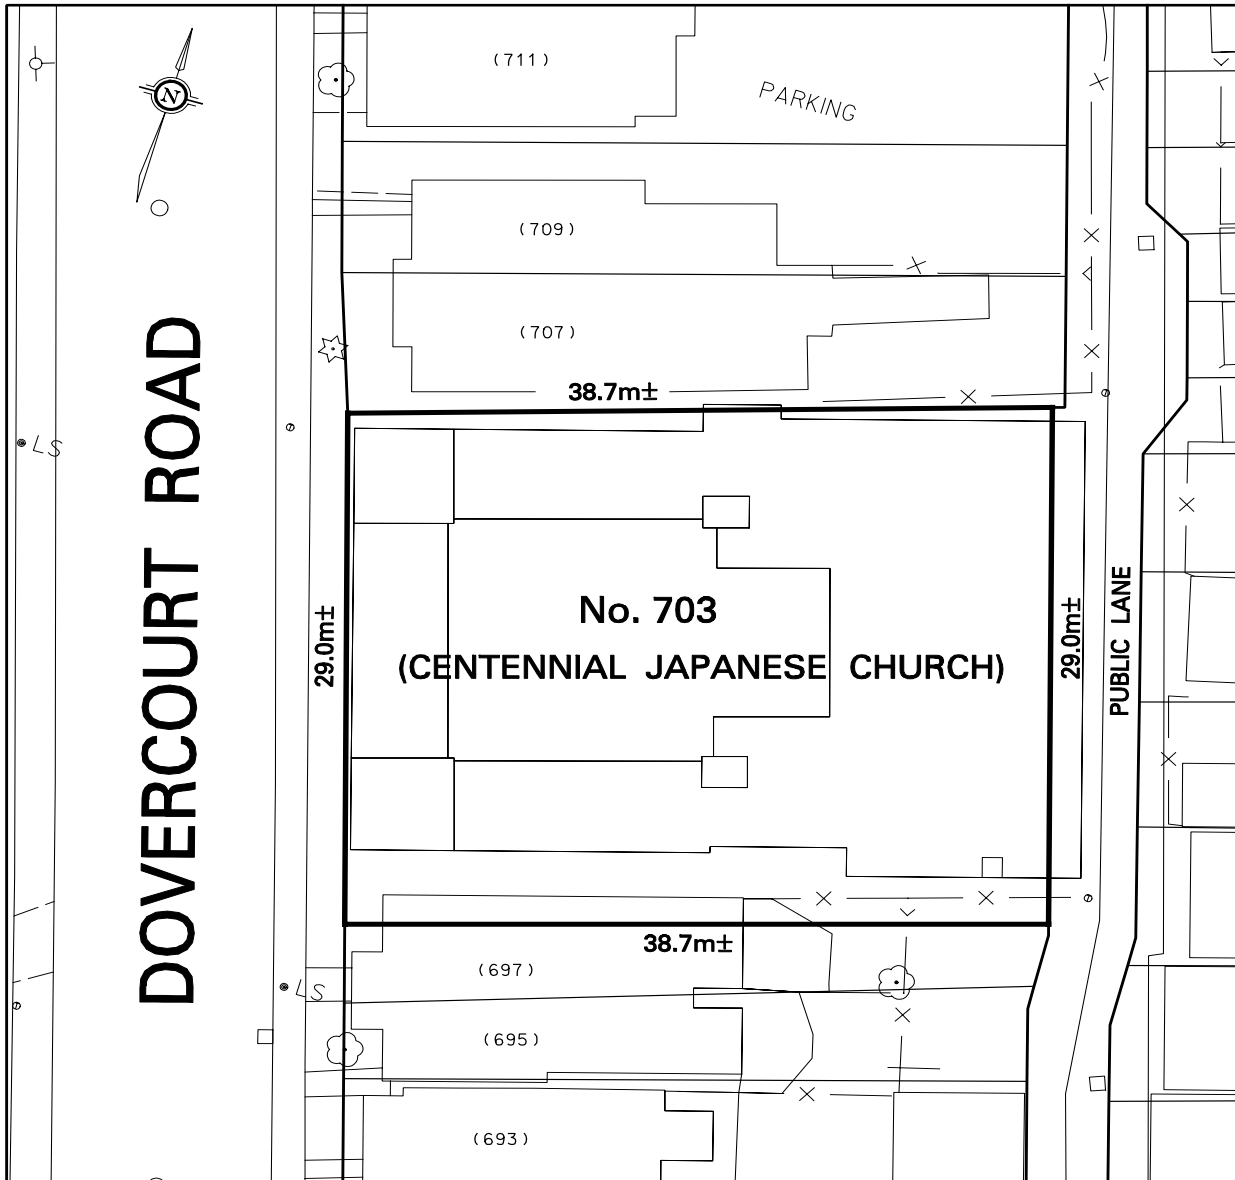 (711)
PARKING
N
(709)
(707)
38.7m±
LS
DOVERCOURT ROAD
No. 703
(CENTENNIAL JAPANESE CHURCH)
29.0m±
29.0m±
PUBLIC LANE
38.7m±
(697)
LS
(695)
(693)